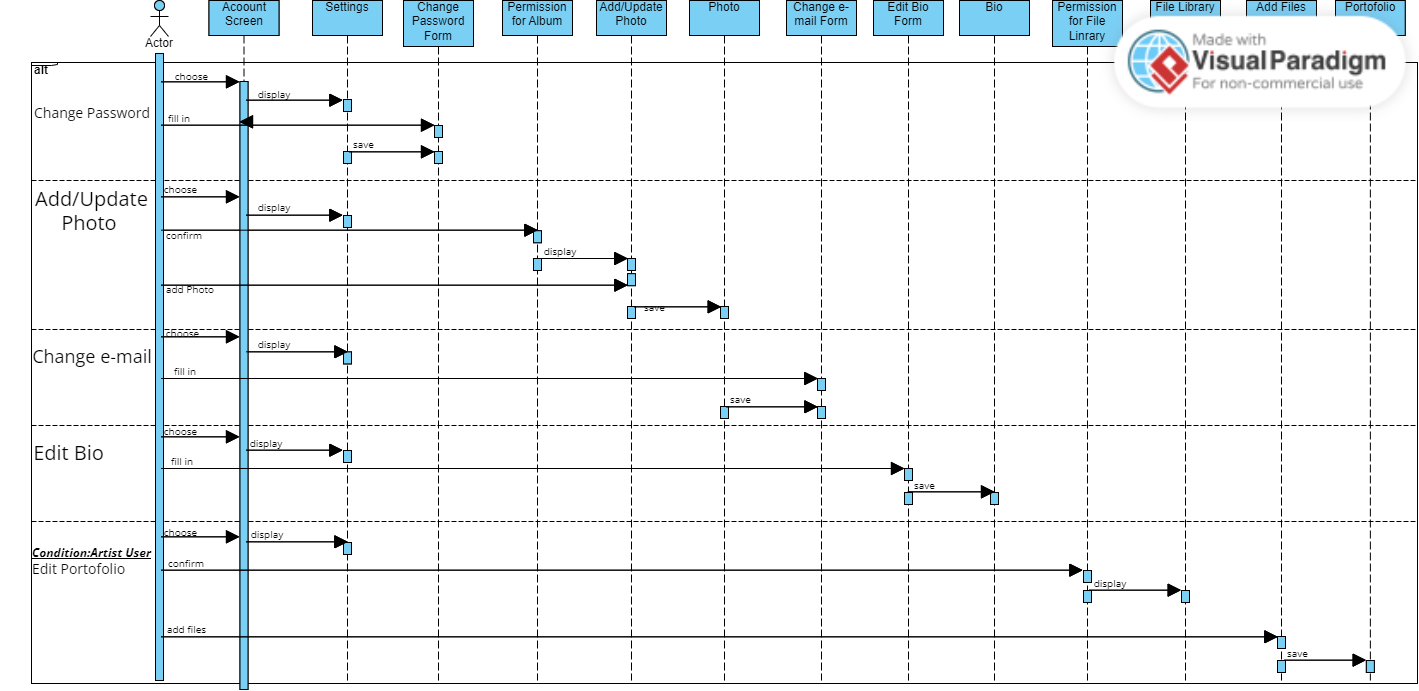 Actor
Acoount
Screen
Settings
Change
Password
Form
Permission
for Album
Add/Update
Photo
Photo
Change e-
mail Form
Edit Bio
Form
Bio
Permission
for File
Linrary
File Library
Add Files
Portofolio
Made with
Visual Paradigm
For non-commercial use
alt
choose
display
Change Password
fill in
save
choose
Add/Update
Photo
display
confirm
display
add Photo
save
choose
display
Change e-mail
fill in
save
choose
display
Edit Bio
fill in
save
choose
display
Condition:Artist User
Edit Portofolio
confirm
display
add files
save